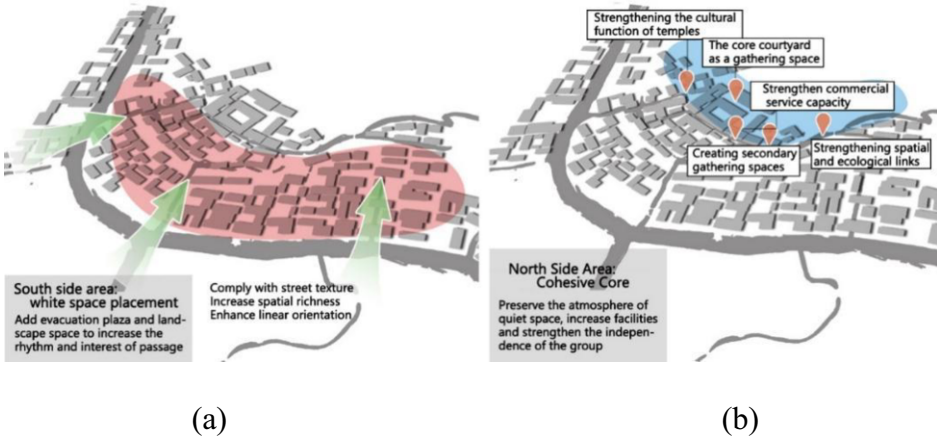 South side area:
white space placement
Add evacuation plaza and land-
scape space to increase the
rhythm and interest of passage
Comply with street texture
Increase spatial richness
Enhance linear orientation
(a)
Strengthening the cultural
function of temples
The core courtyard
as a gathering space
Strengthen commercial
service capacity
Creating secondary
gathering spaces
Strengthening spatial
and ecological links
North Side Area:
Cohesive Core
Preserve the atmosphere of
quiet space, increase facilities
and strengthen the indepen-
dence of the group
(b)